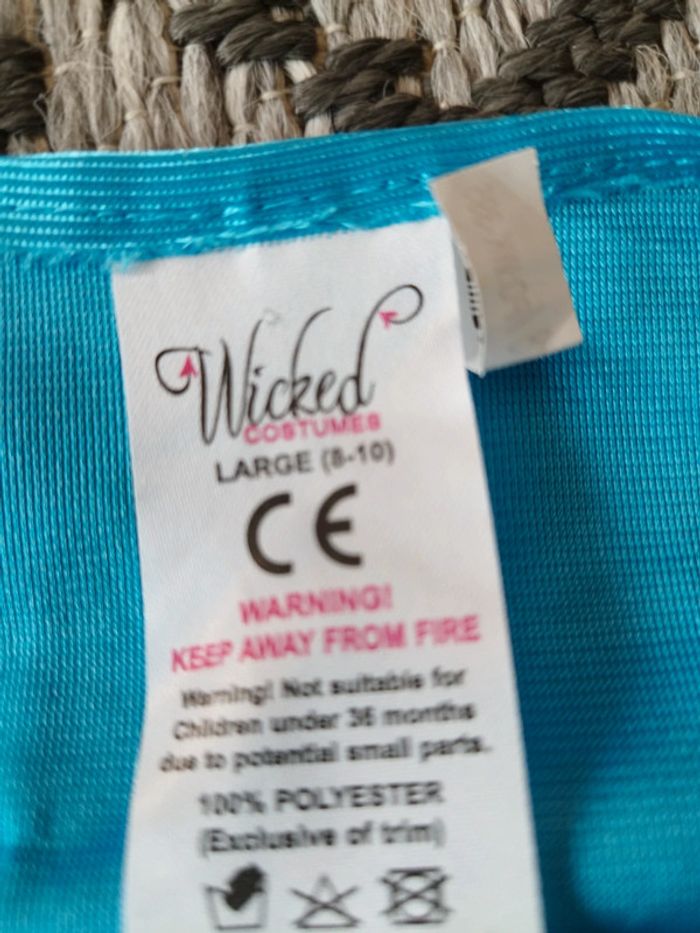 Wicked
COSTUMES
LARGE (8-10)
CE
WARNING!
KEEP AWAY FROM FIRE
Warning! Not suitable for
Children under 36 months
due to potential small parts.
100% POLYESTER
(Exclusive of trim)